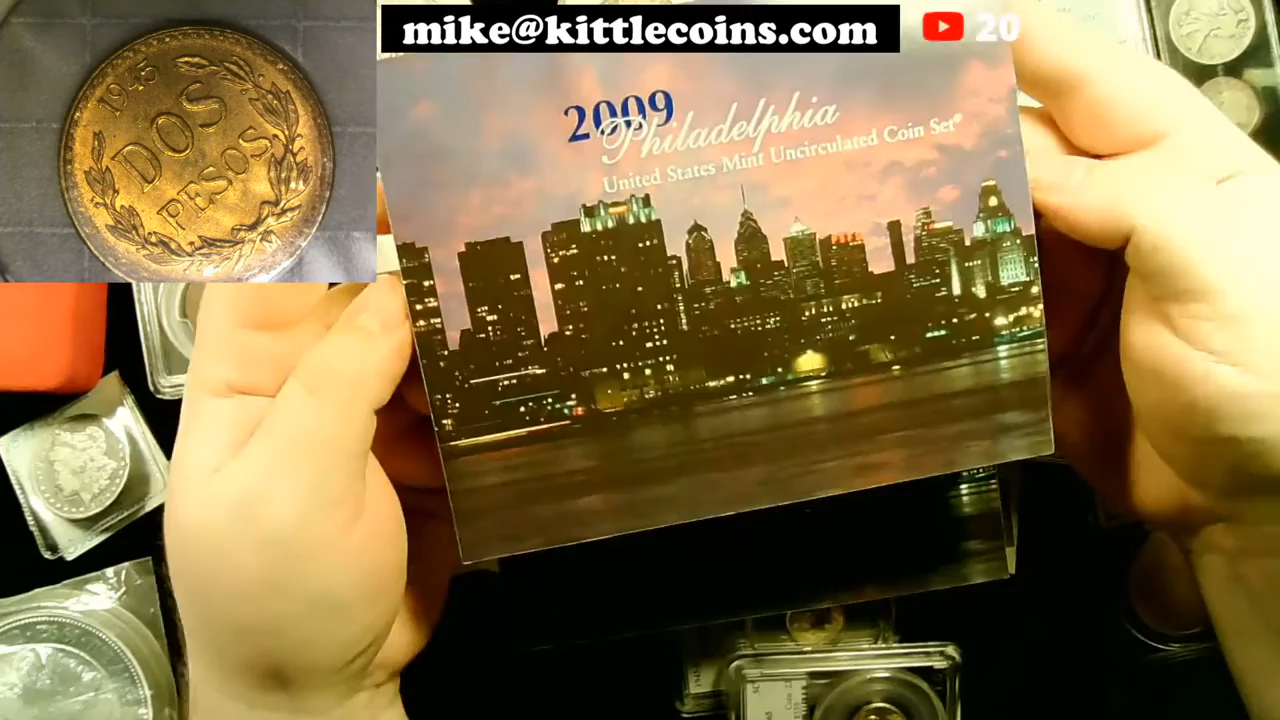 mike@kittlecoins.com
20
1945
DOS
PESOS
2009
Philadelphia
United States Mint Uncirculated Coin Set®